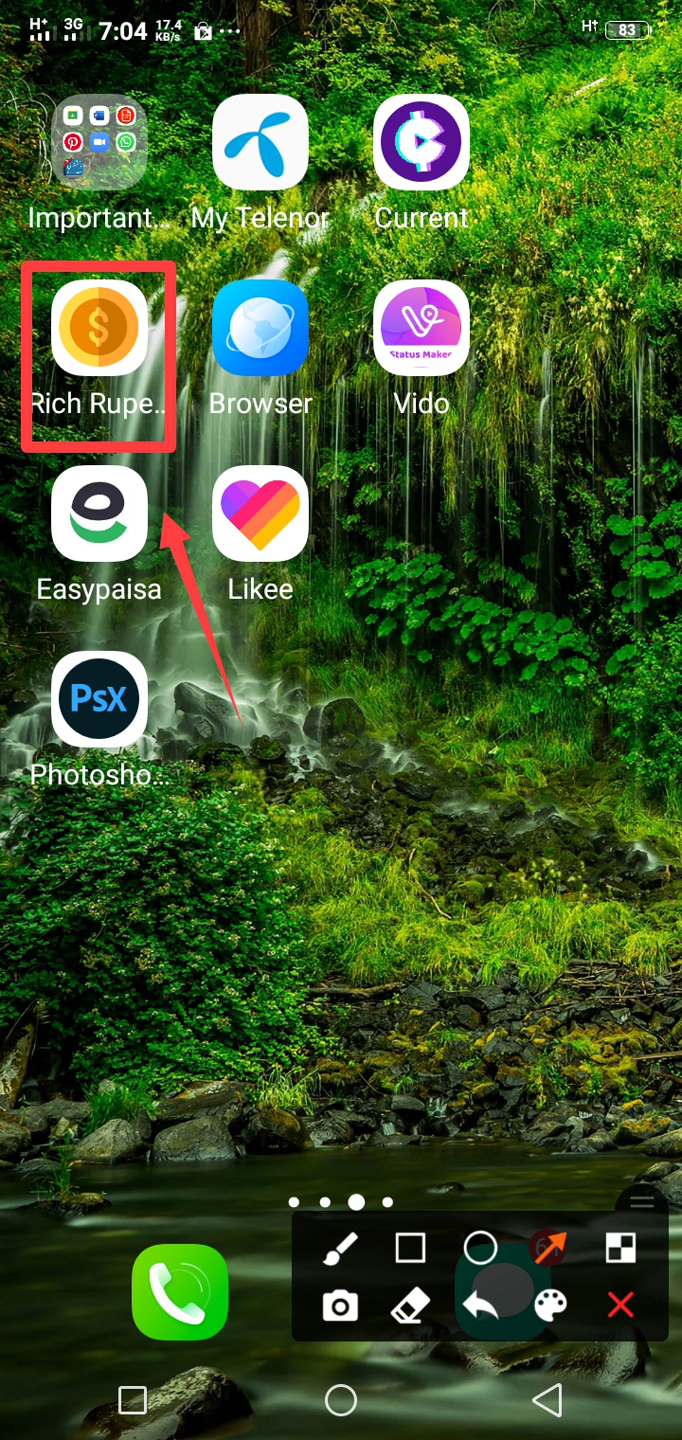 H+ 3G 7:04 17.4 KB/s ... H† 83
Important... My Telenor Current
Rich Rupe.. Browser Vido
Status Maker
Easypaisa Likee
PsX
Photosho...